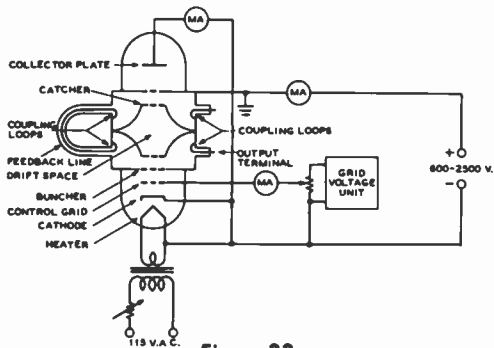 MA
COLLECTOR PLATE
CATCHER
MA
COUPLING
LOOPS
COUPLING LOOPS
FEEDBACK LINE
DRIFT SPACE
OUTPUT
TERMINAL
BUNCHER
CONTROL GRID
CATHODE
HEATER
MA
GRID
VOLTAGE
UNIT
+
600-2500 V.
-
115 V.A.C.